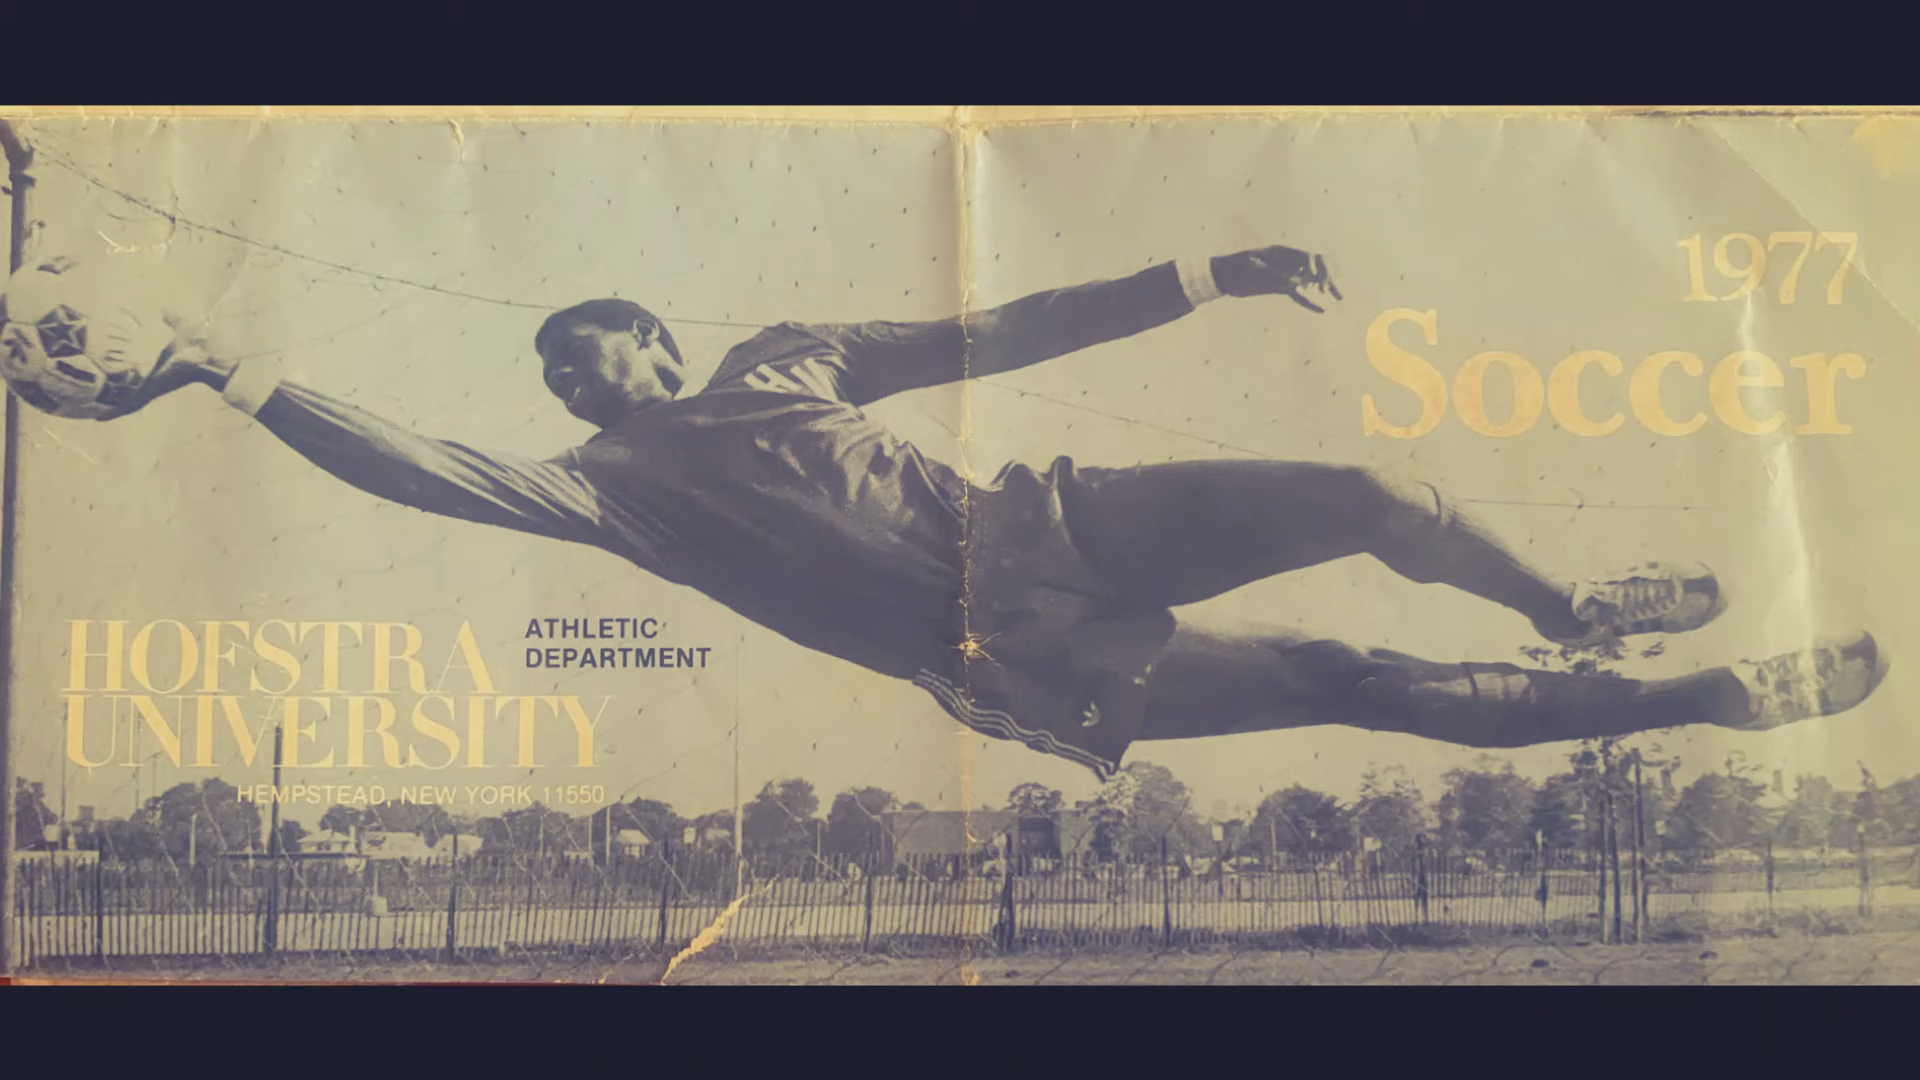 1977
Soccer
HOFSTRA
UNIVERSITY
ATHLETIC
DEPARTMENT
HEMPSTEAD, NEW YORK 11550